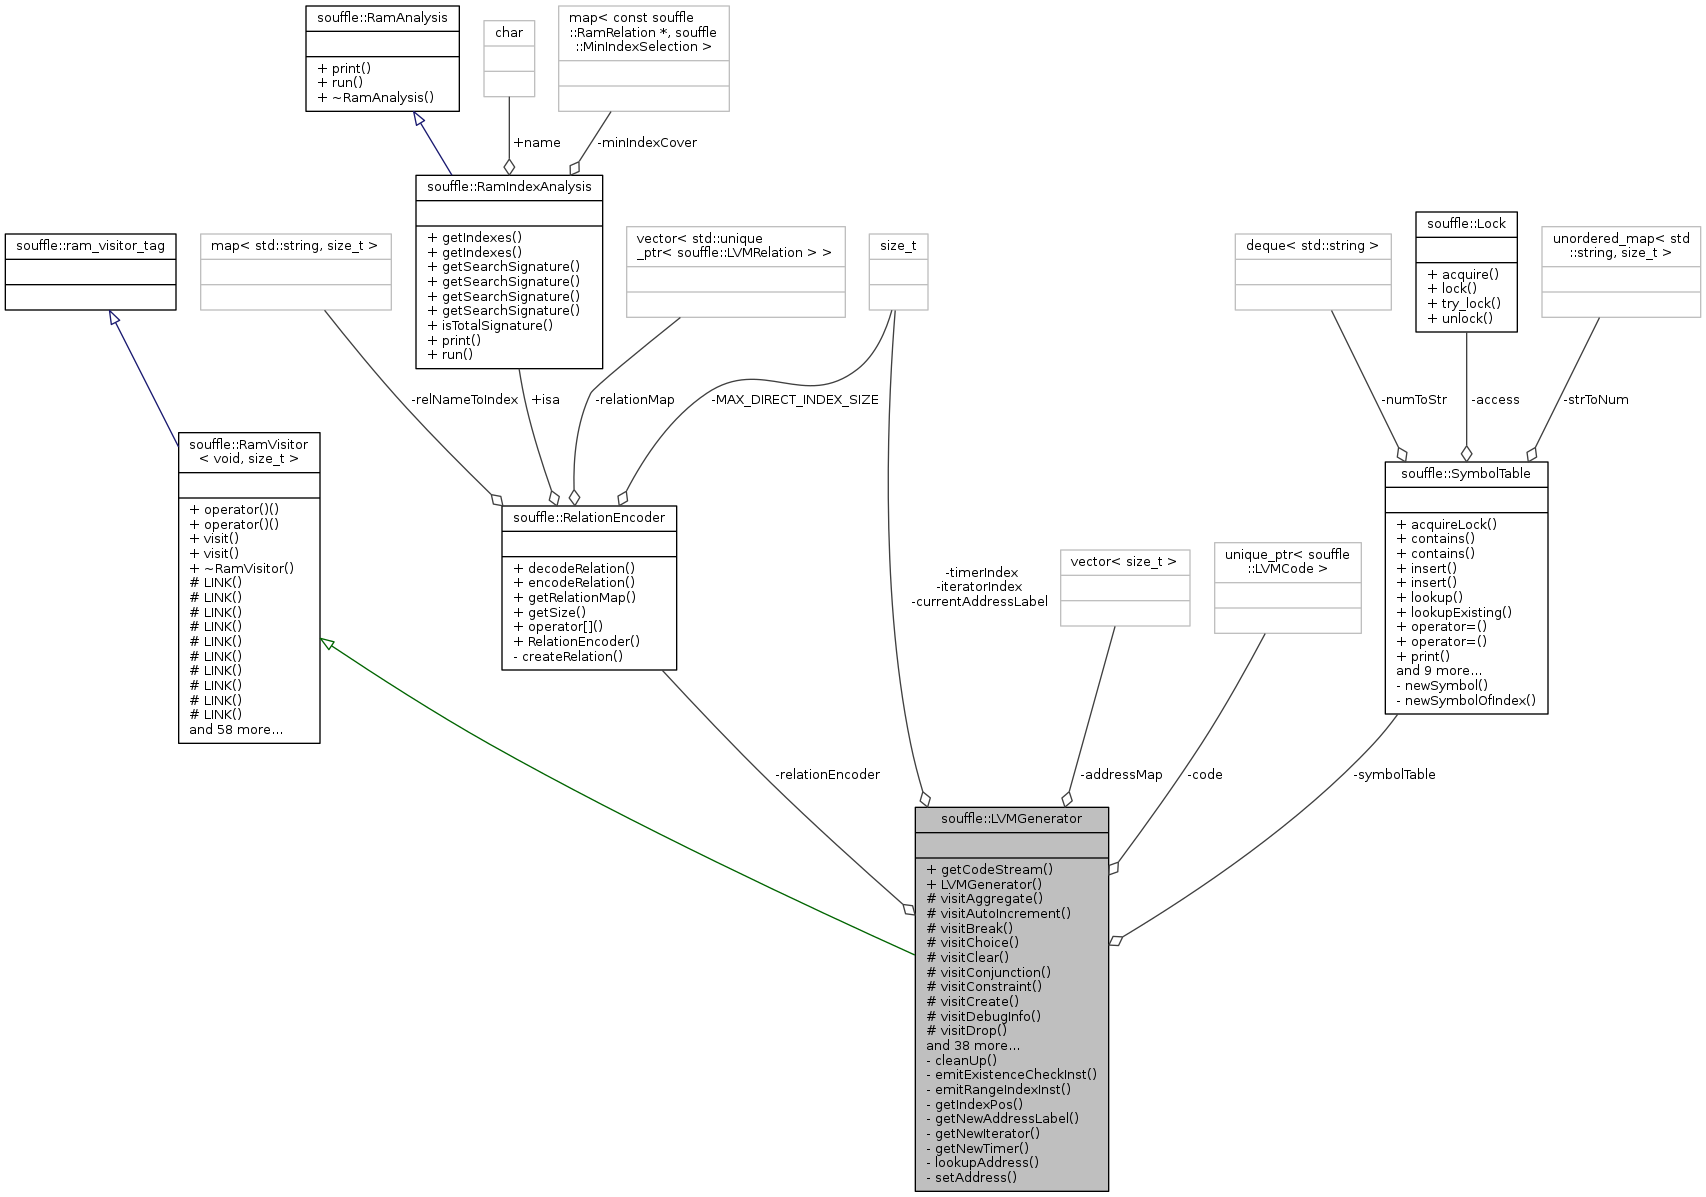 souffle::RamAnalysis
+ print()
+ run()
+ ~RamAnalysis()
char
map< const souffle
::RamRelation *, souffle
::MinIndexSelection >
+name
-minIndexCover
souffle::RamIndexAnalysis
+ getIndexes()
+ getIndexes()
+ getSearchSignature()
+ getSearchSignature()
+ getSearchSignature()
+ getSearchSignature()
+ isTotalSignature()
+ print()
+ run()
souffle::ram_visitor_tag
map< std::string, size_t >
vector< std::unique
_ptr< souffle::LVMRelation > >
size_t
deque< std::string >
souffle::Lock
+ acquire()
+ lock()
+ try_lock()
+ unlock()
unordered_map< std
::string, size_t >
-relNameToIndex
+isa
-relationMap
-MAX_DIRECT_INDEX_SIZE
-numToStr
-access
-strToNum
souffle::RamVisitor
< void, size_t >
+ operator()()
+ operator()()
+ visit()
+ visit()
+ ~RamVisitor()
# LINK()
# LINK()
# LINK()
# LINK()
# LINK()
# LINK()
# LINK()
# LINK()
# LINK()
# LINK()
and 58 more...
souffle::RelationEncoder
+ decodeRelation()
+ encodeRelation()
+ getRelationMap()
+ getSize()
+ operator[]()
+ RelationEncoder()
- createRelation()
-timerIndex
-iteratorIndex
-currentAddressLabel
vector< size_t >
unique_ptr< souffle
::LVMCode >
souffle::SymbolTable
+ acquireLock()
+ contains()
+ contains()
+ insert()
+ insert()
+ lookup()
+ lookupExisting()
+ operator=()
+ operator=()
+ print()
and 9 more...
- newSymbol()
- newSymbolOfIndex()
-relationEncoder
-addressMap
-code
-symbolTable
souffle::LVMGenerator
+ getCodeStream()
+ LVMGenerator()
# visitAggregate()
# visitAutoIncrement()
# visitBreak()
# visitChoice()
# visitClear()
# visitConjunction()
# visitConstraint()
# visitCreate()
# visitDebugInfo()
# visitDrop()
and 38 more...
- cleanUp()
- emitExistenceCheckInst()
- emitRangeIndexInst()
- getIndexPos()
- getNewAddressLabel()
- getNewIterator()
- getNewTimer()
- lookupAddress()
- setAddress()